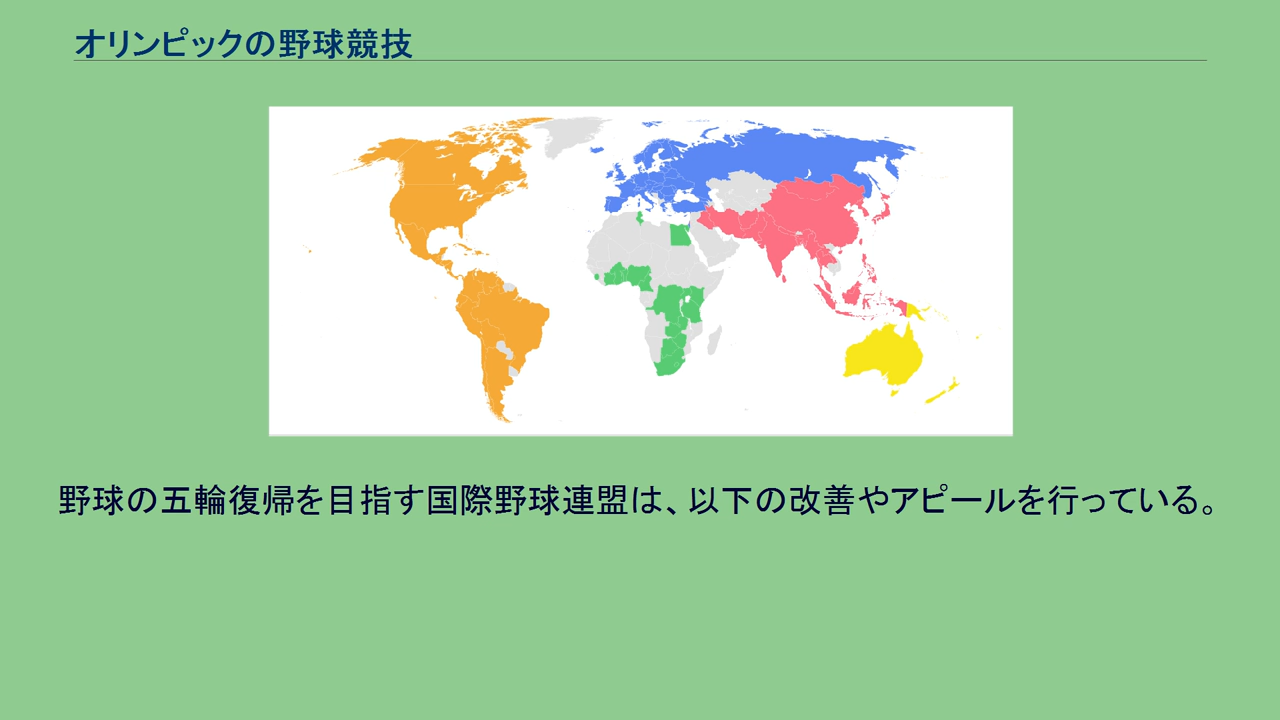 オリンピックの野球競技
野球の五輪復帰を目指す国際野球連盟は、以下の改善やアピールを行っている。